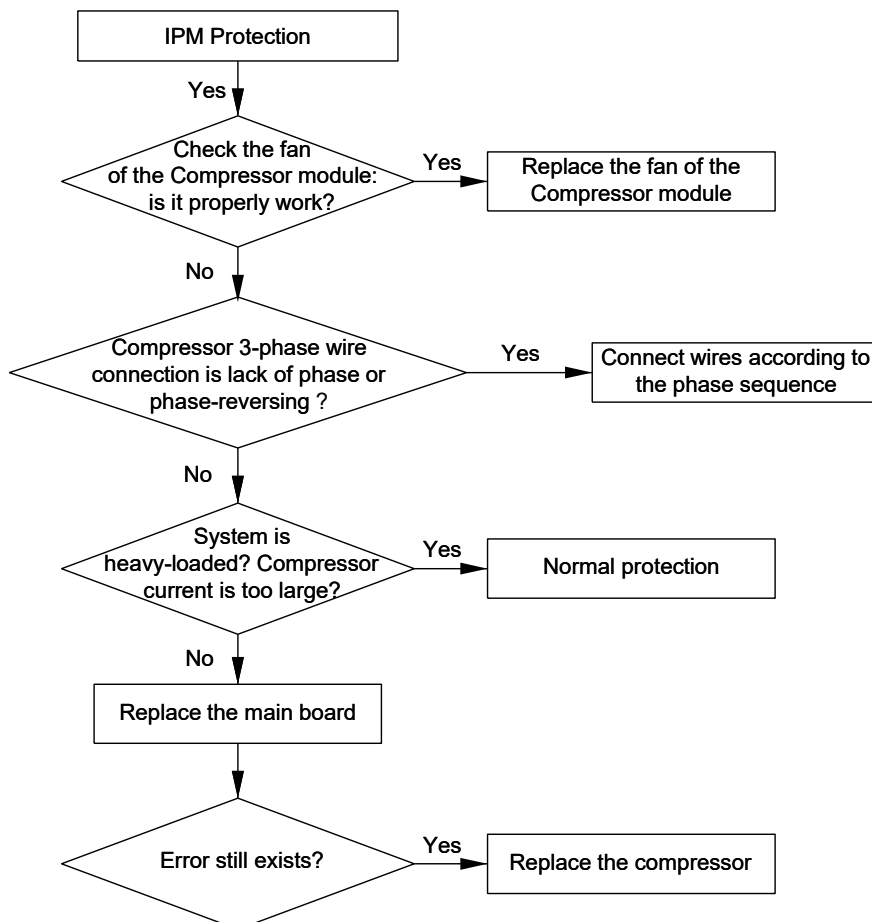 IPM Protection
Yes
Check the fan
of the Compressor module:
is it properly work?
Yes
Replace the fan of the
Compressor module
No
Compressor 3-phase wire
connection is lack of phase or
phase-reversing ?
Yes
Connect wires according to
the phase sequence
No
System is
heavy-loaded? Compressor
current is too large?
Yes
Normal protection
No
Replace the main board
Error still exists?
Yes
Replace the compressor